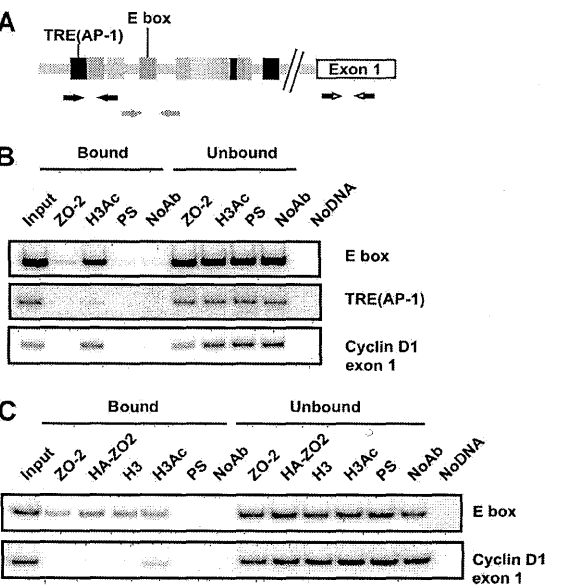 A
E box
TRE(AP-1)
Exon 1
B
Bound Unbound
Input ZO-2 H3Ac PS NoAb ZO-2 H3Ac PS NoAb NoDNA
E box
TRE(AP-1)
Cyclin D1
exon 1
C
Bound Unbound
Input ZO-2 HA-ZO2 H3 H3Ac PS NoAb ZO-2 HA-ZO2 H3 H3Ac PS NoAb NoDNA
E box
Cyclin D1
exon 1